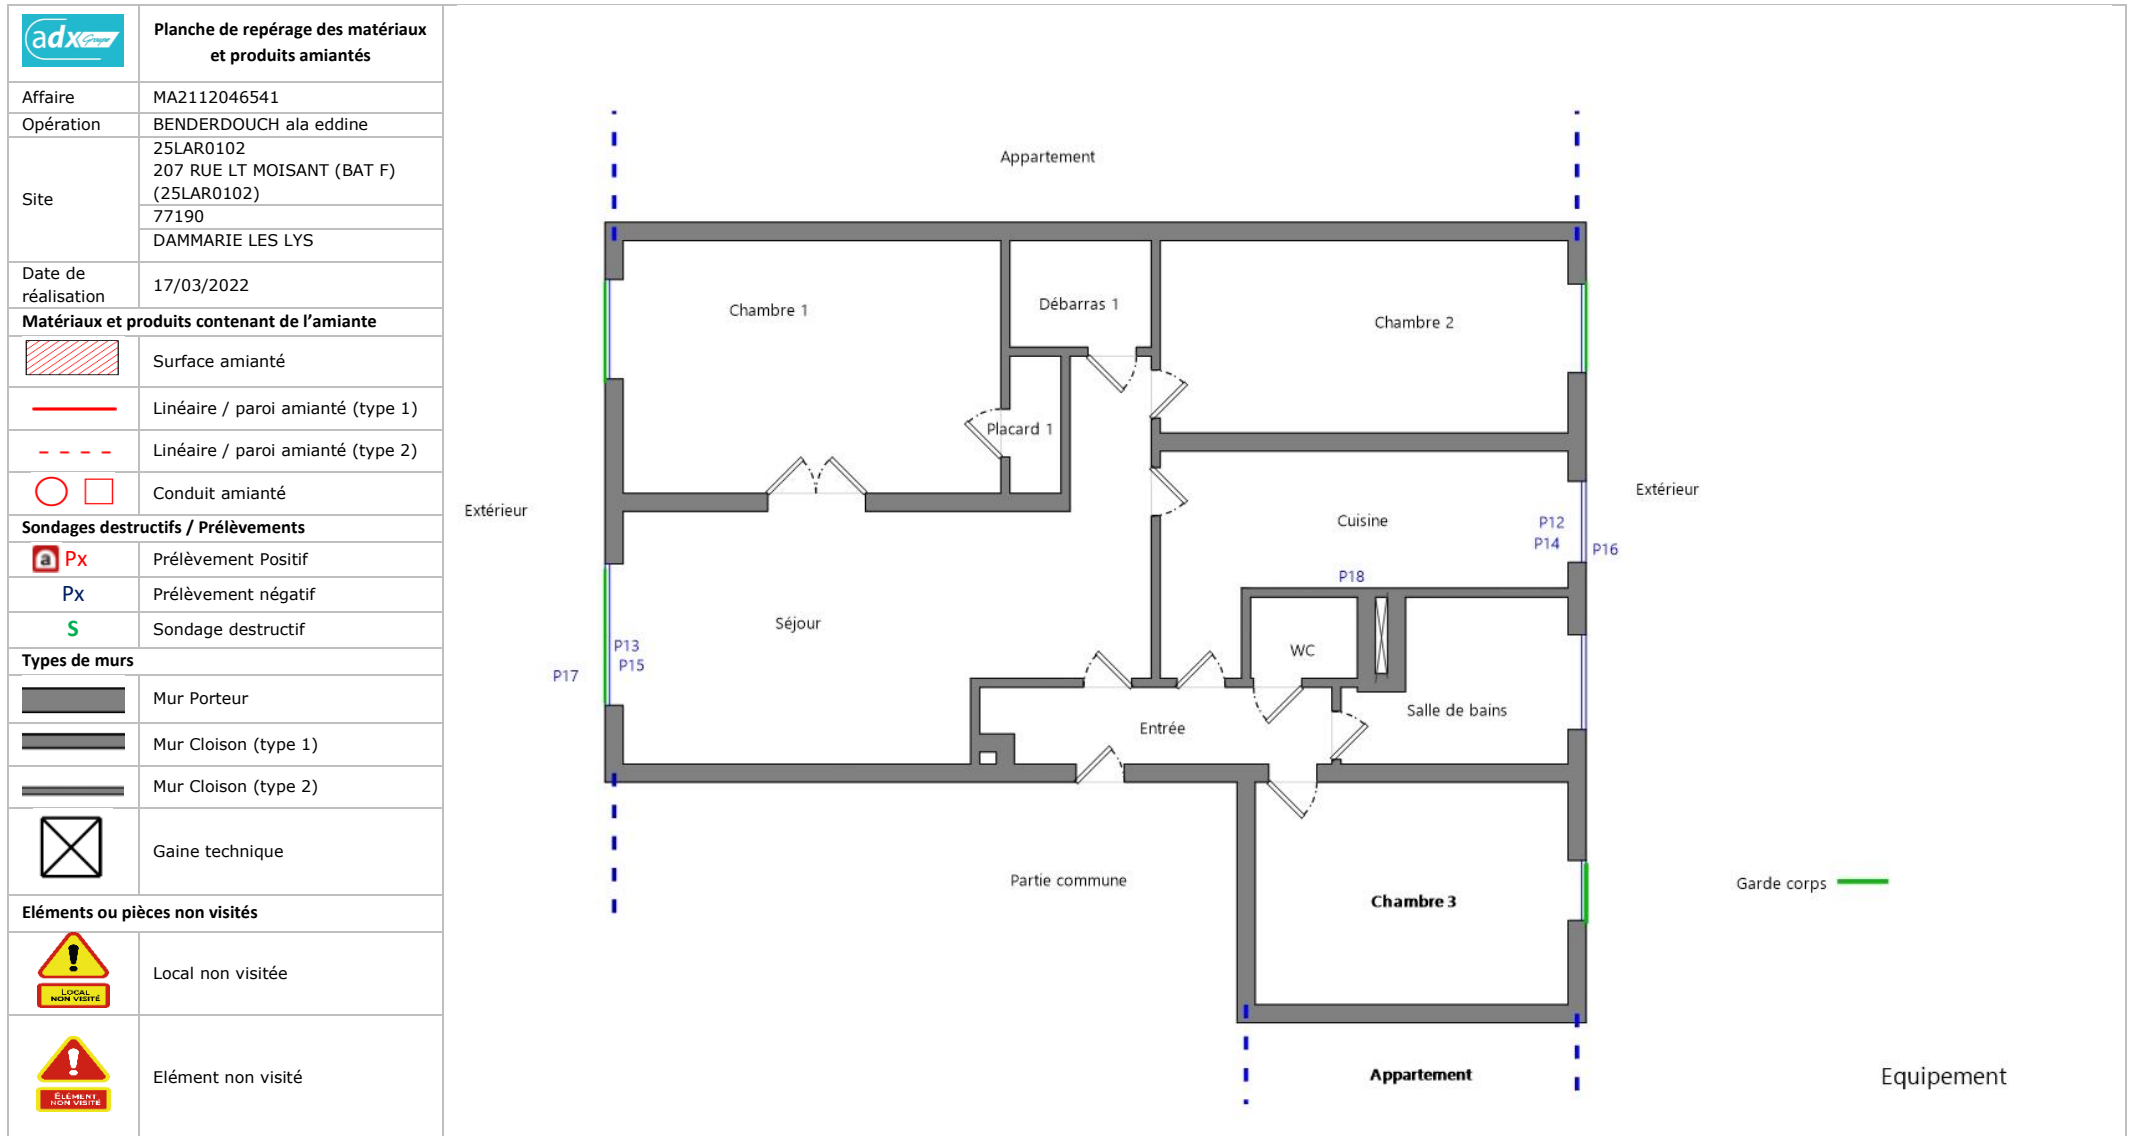 adx Groupe
Planche de repérage des matériaux
et produits amiantés
Affaire
MA2112046541
Opération
BENDERDOUCH ala eddine
Site
25LAR0102
207 RUE LT MOISANT (BAT F)
(25LAR0102)
77190
DAMMARIE LES LYS
Date de
réalisation
17/03/2022
Matériaux et produits contenant de l'amiante
Surface amianté
Linéaire / paroi amianté (type 1)
Linéaire / paroi amianté (type 2)
Conduit amianté
Sondages destructifs / Prélèvements
a Px
Prélèvement Positif
Px
Prélèvement négatif
S
Sondage destructif
Types de murs
Mur Porteur
Mur Cloison (type 1)
Mur Cloison (type 2)
Gaine technique
Eléments ou pièces non visités
LOCAL
NON VISITÉ
Local non visitée
ÉLÉMENT
NON VISITÉ
Elément non visité
Appartement
Chambre 1
Débarras 1
Chambre 2
Placard 1
Extérieur
Extérieur
Cuisine
P12
P14
P16
P18
Séjour
P13
P15
P17
WC
Salle de bains
Entrée
Partie commune
Chambre 3
Garde corps
Appartement
Equipement